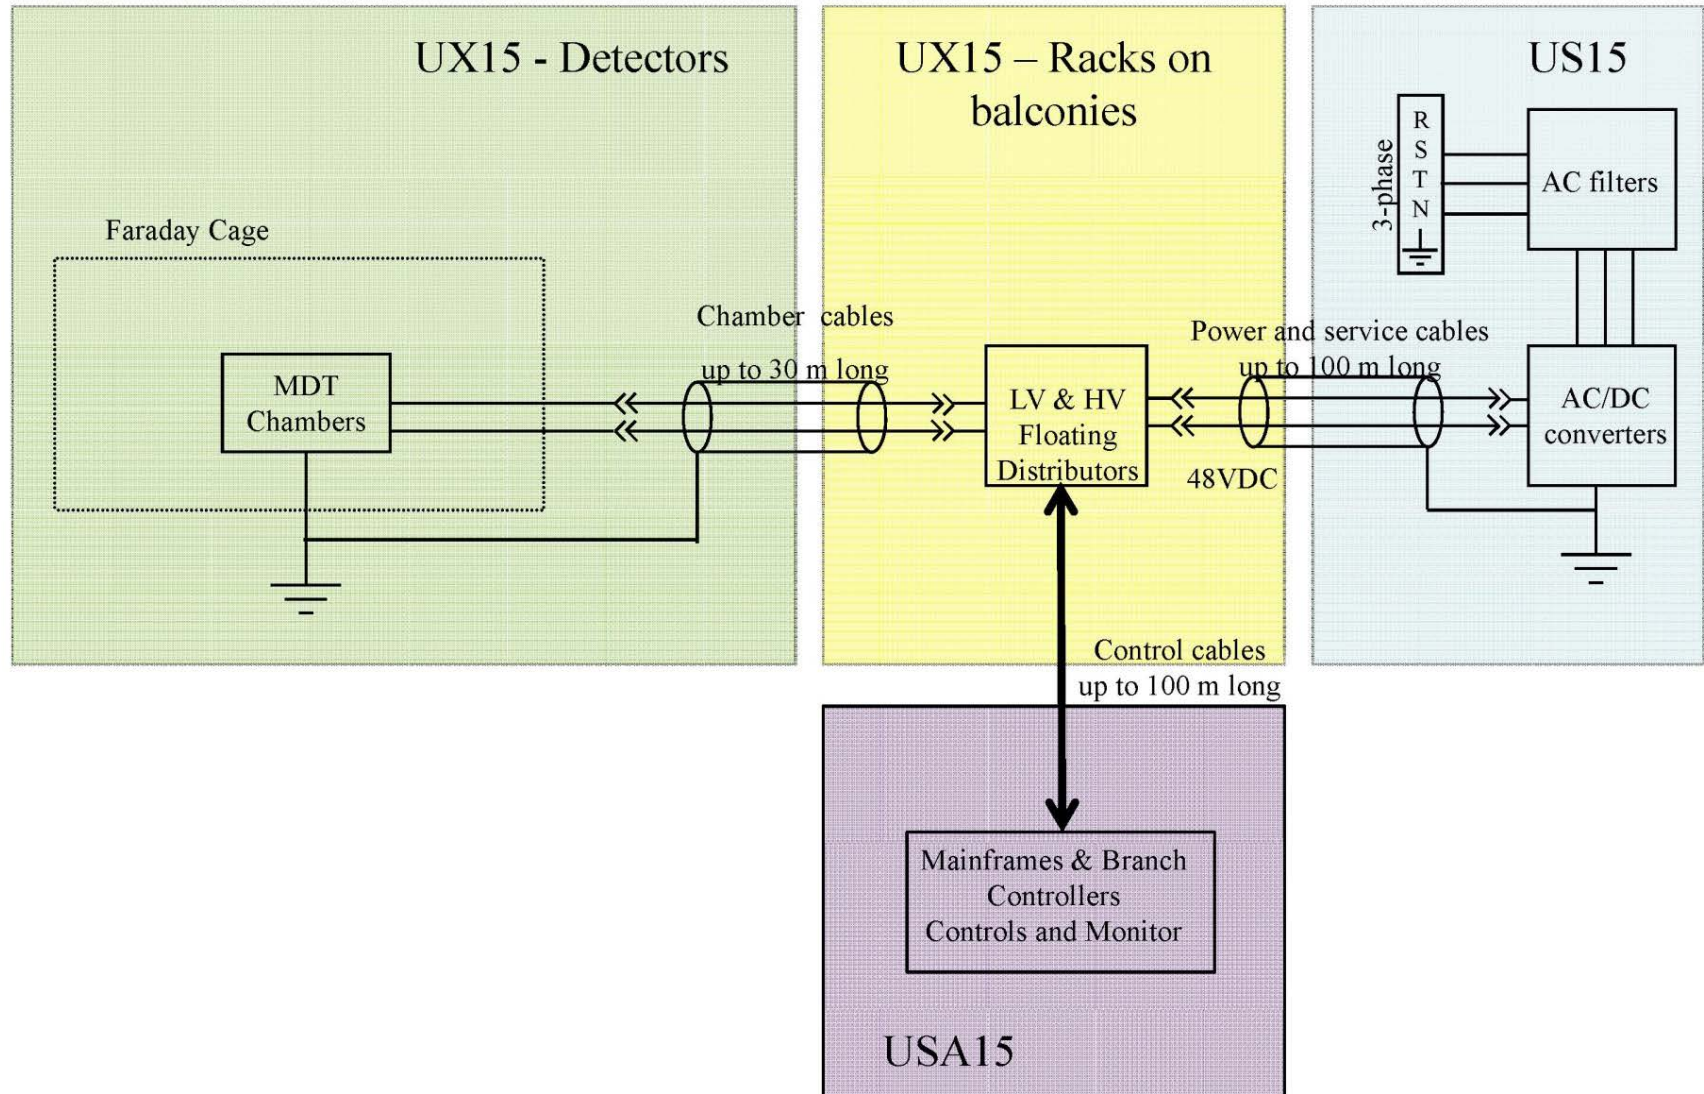 UX15 - Detectors
UX15 – Racks on
balconies
US15
3-phase
R
S
T
N
AC filters
Faraday Cage
Chamber cables
up to 30 m long
Power and service cables
up to 100 m long
MDT
Chambers
LV & HV
Floating
Distributors
48VDC
AC/DC
converters
Control cables
up to 100 m long
Mainframes & Branch
Controllers
Controls and Monitor
USA15